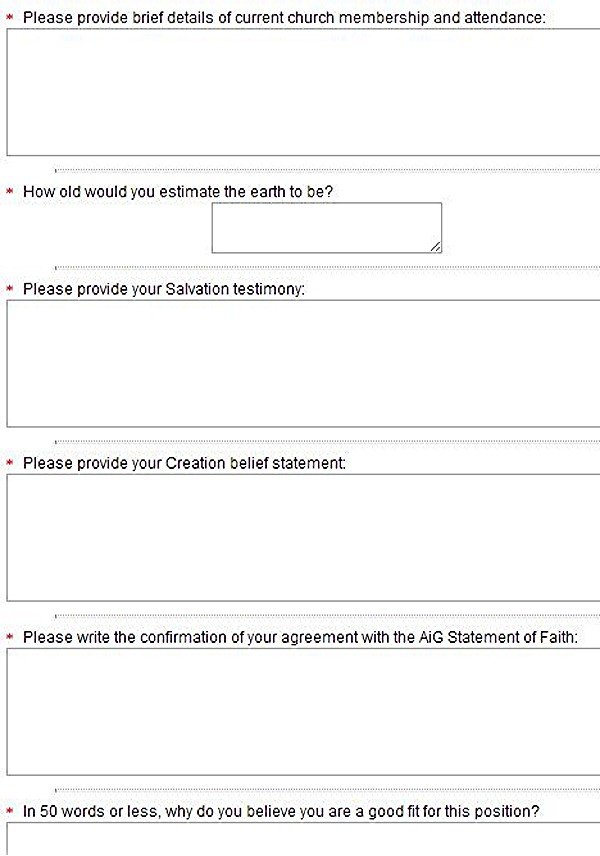 * Please provide brief details of current church membership and attendance:
* How old would you estimate the earth to be?
* Please provide your Salvation testimony:
* Please provide your Creation belief statement:
* Please write the confirmation of your agreement with the AiG Statement of Faith:
* In 50 words or less, why do you believe you are a good fit for this position?